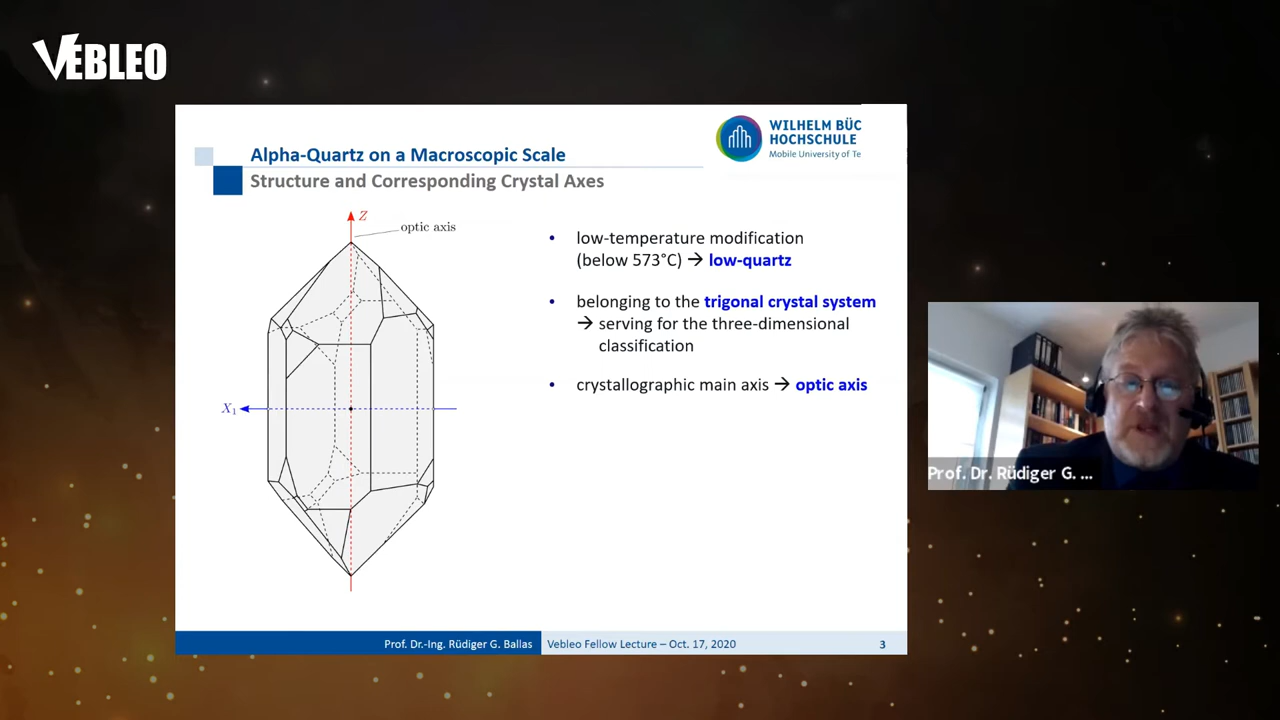 VEBLEO
WILHELM BÜC
HOCHSCHULE
Mobile University of Te
Alpha-Quartz on a Macroscopic Scale
Structure and Corresponding Crystal Axes
Z
optic axis
X1
• low-temperature modification
(below 573°C) → low-quartz
• belonging to the trigonal crystal system
→ serving for the three-dimensional
classification
• crystallographic main axis → optic axis
Prof. Dr. Rüdiger G. ...
Prof. Dr.-Ing. Rüdiger G. Ballas
Vebleo Fellow Lecture – Oct. 17, 2020
3